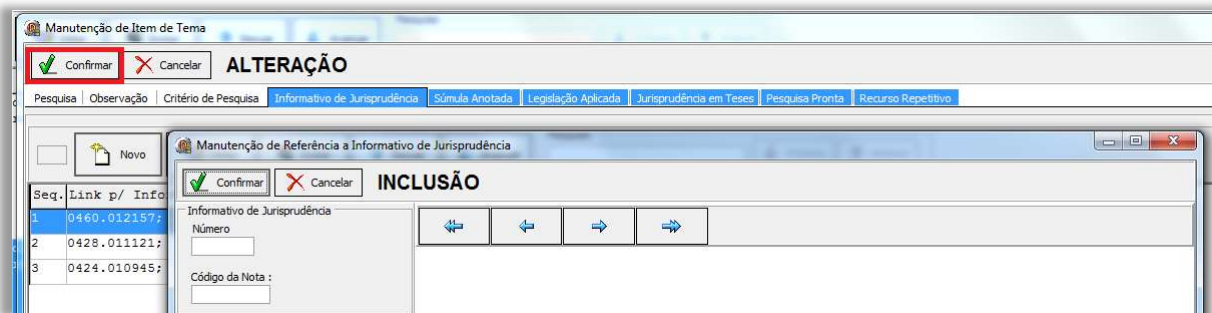 Manutenção de Item de Tema
Confirmar Cancelar ALTERAÇÃO
Pesquisa Observação Critério de Pesquisa Informativo de Jurisprudência Súmula Anotada Legislação Aplicada Jurisprudência em Teses Pesquisa Pronta Recurso Repetitivo
Novo
Manutenção de Referência a Informativo de Jurisprudência
Confirmar Cancelar INCLUSÃO
Seq. Link p/ Info
1 0460.012157;
2 0428.011121;
3 0424.010945;
Informativo de Jurisprudência
Número
Código da Nota :